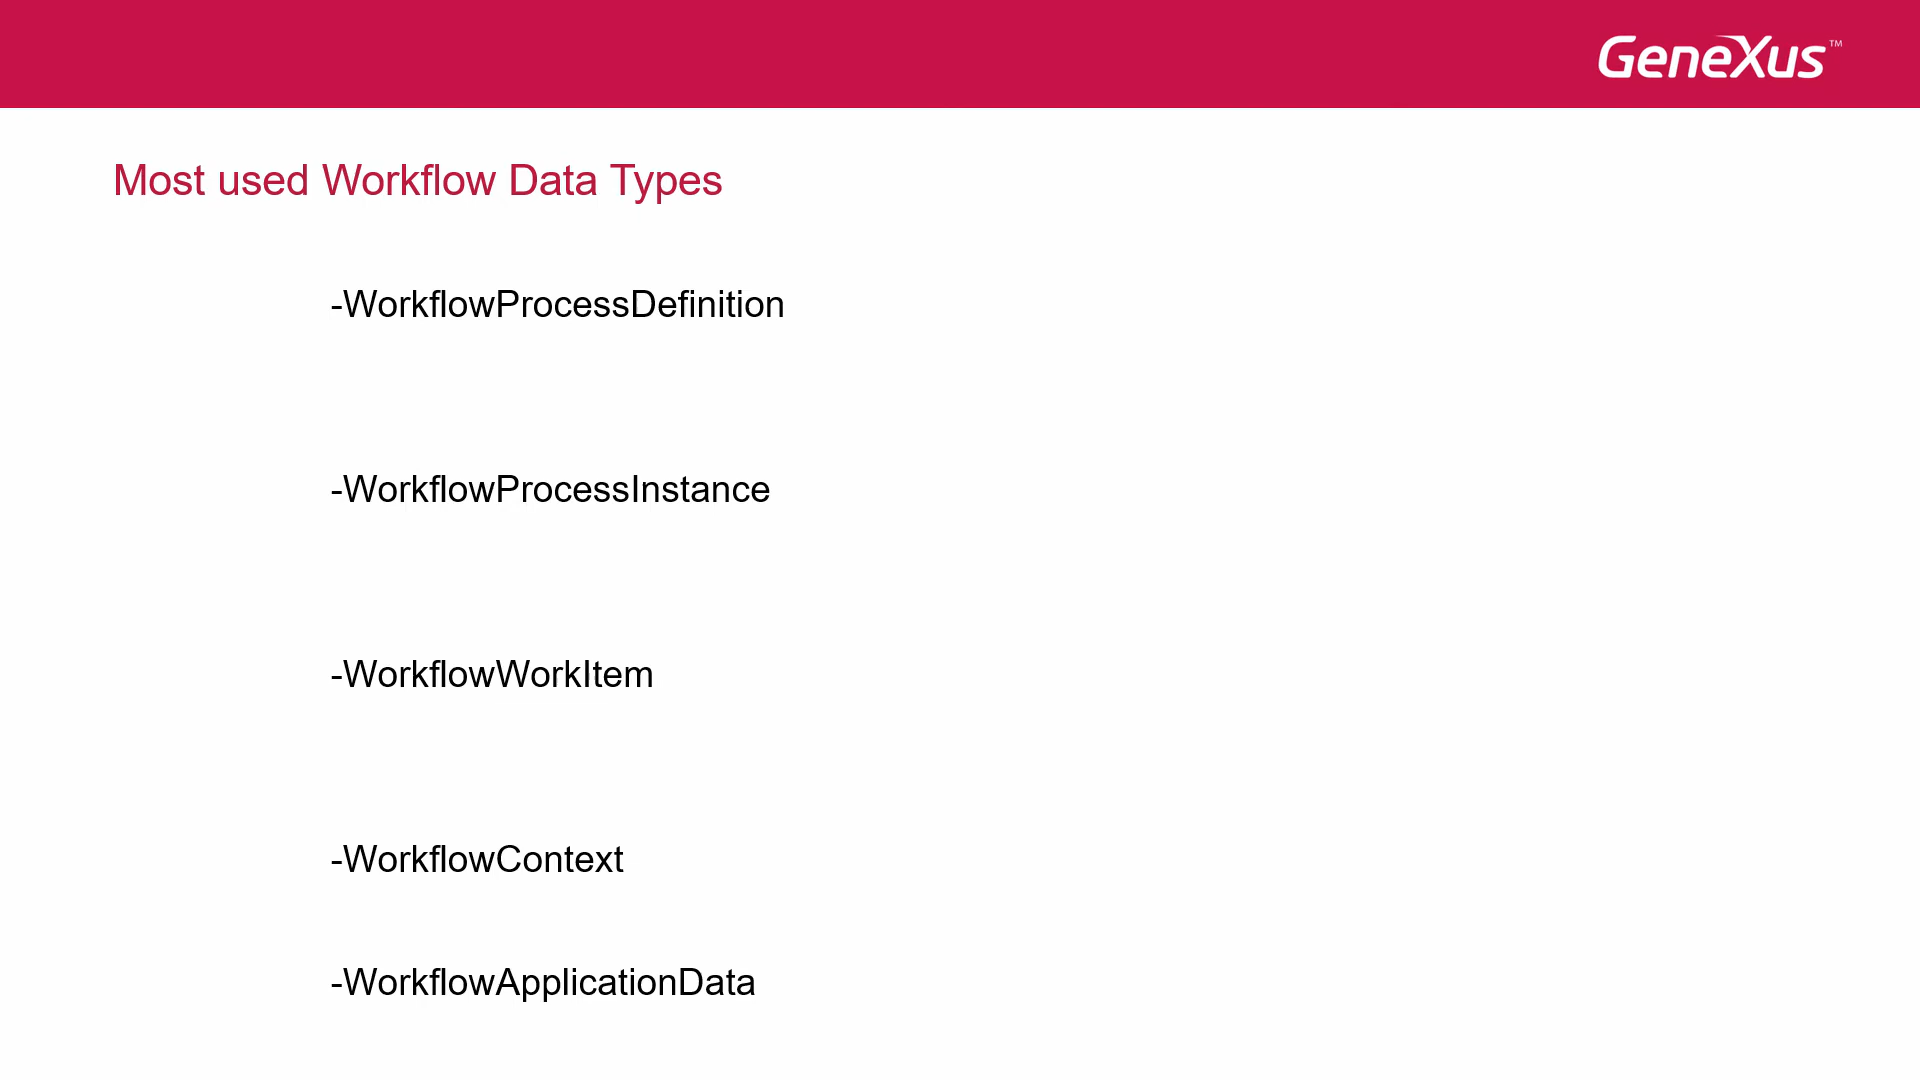 GeneXus™
Most used Workflow Data Types
-WorkflowProcessDefinition
-WorkflowProcessInstance
-WorkflowWorkItem
-WorkflowContext
-WorkflowApplicationData